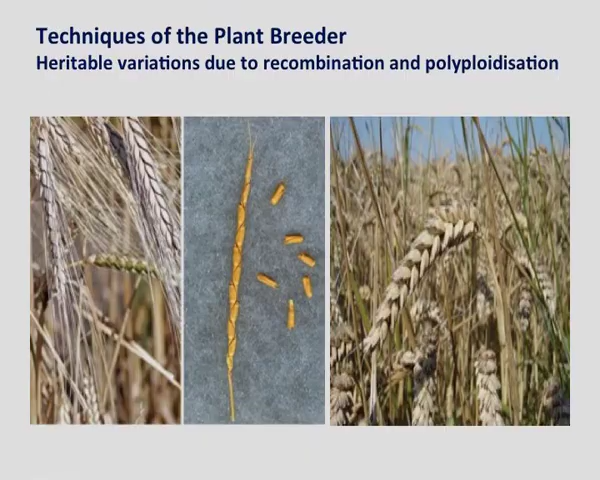 Techniques of the Plant Breeder
Heritable variations due to recombination and polyploidisation